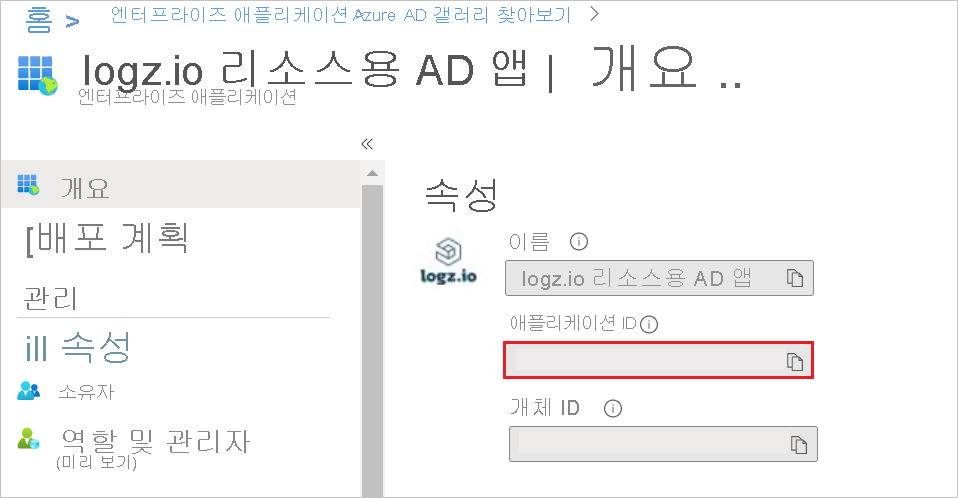 홈 > 엔터프라이즈 애플리케이션 Azure AD 갤러리 찾아보기 >
logz.io 리소스용 AD 앱 | 개요 ..
엔터프라이즈 애플리케이션
«
개요
[배포 계획
관리
ill 속성
소유자
역할 및 관리자
(미리 보기)
속성
logz.io
이름
logz.io 리소스용 AD 앱
애플리케이션 ID
개체 ID